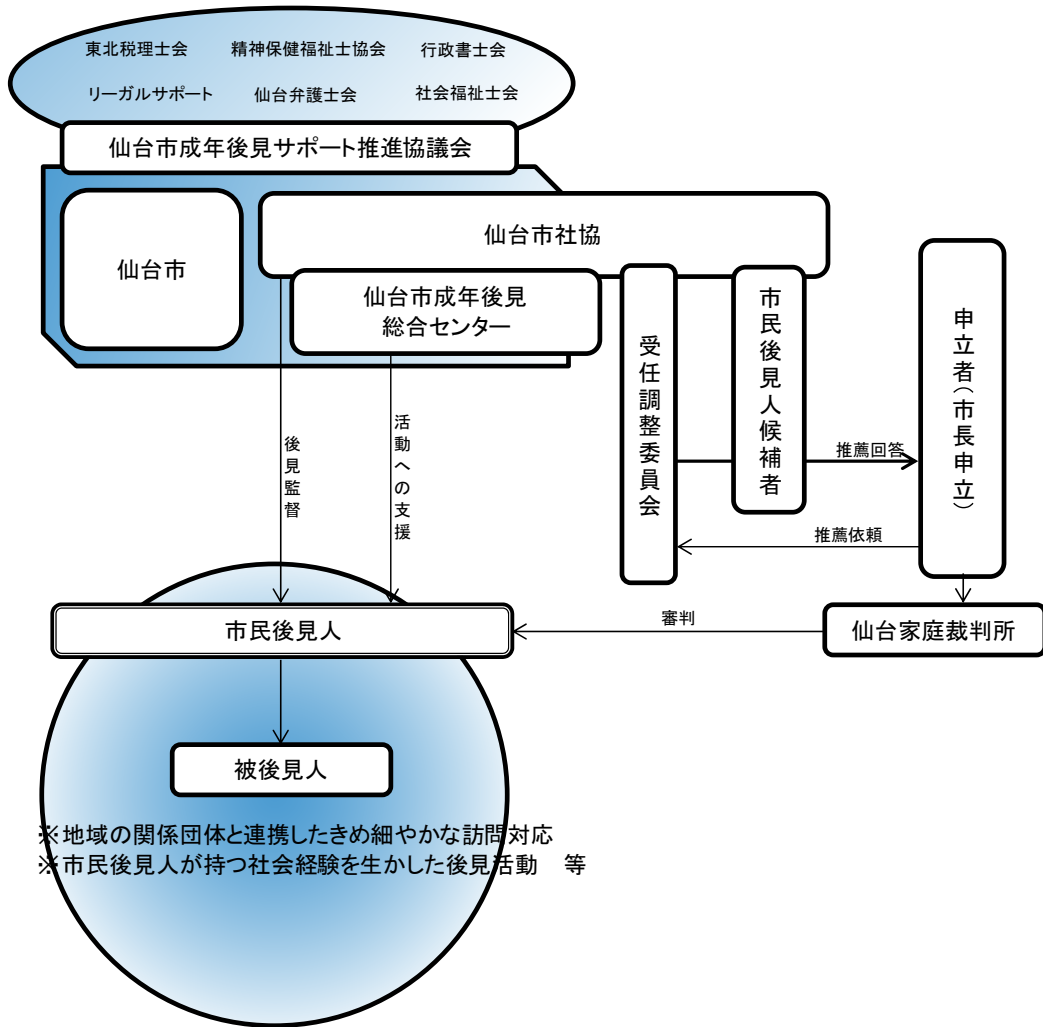 東北税理士会　精神保健福祉士協会　行政書士会
リーガルサポート　仙台弁護士会　社会福祉士会
仙台市成年後見サポート推進協議会
仙台市
仙台市社協
仙台市成年後見
総合センター
受任調整委員会
市民後見人候補者
申立者（市長申立）
後見監督
活動への支援
推薦回答
推薦依頼
市民後見人
審判
仙台家庭裁判所
被後見人
※地域の関係団体と連携したきめ細やかな訪問対応
※市民後見人が持つ社会経験を生かした後見活動　等